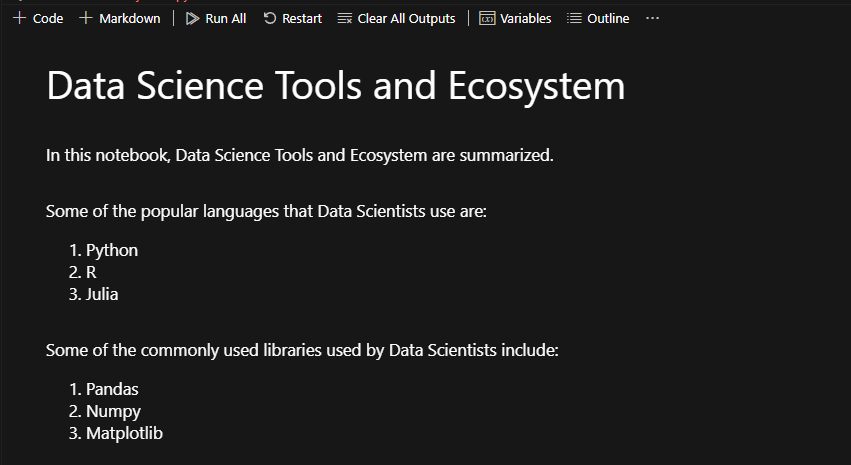 + Code + Markdown | Run All Restart Clear All Outputs | Variables Outline ...
Data Science Tools and Ecosystem
In this notebook, Data Science Tools and Ecosystem are summarized.
Some of the popular languages that Data Scientists use are:
1. Python
2. R
3. Julia
Some of the commonly used libraries used by Data Scientists include:
1. Pandas
2. Numpy
3. Matplotlib